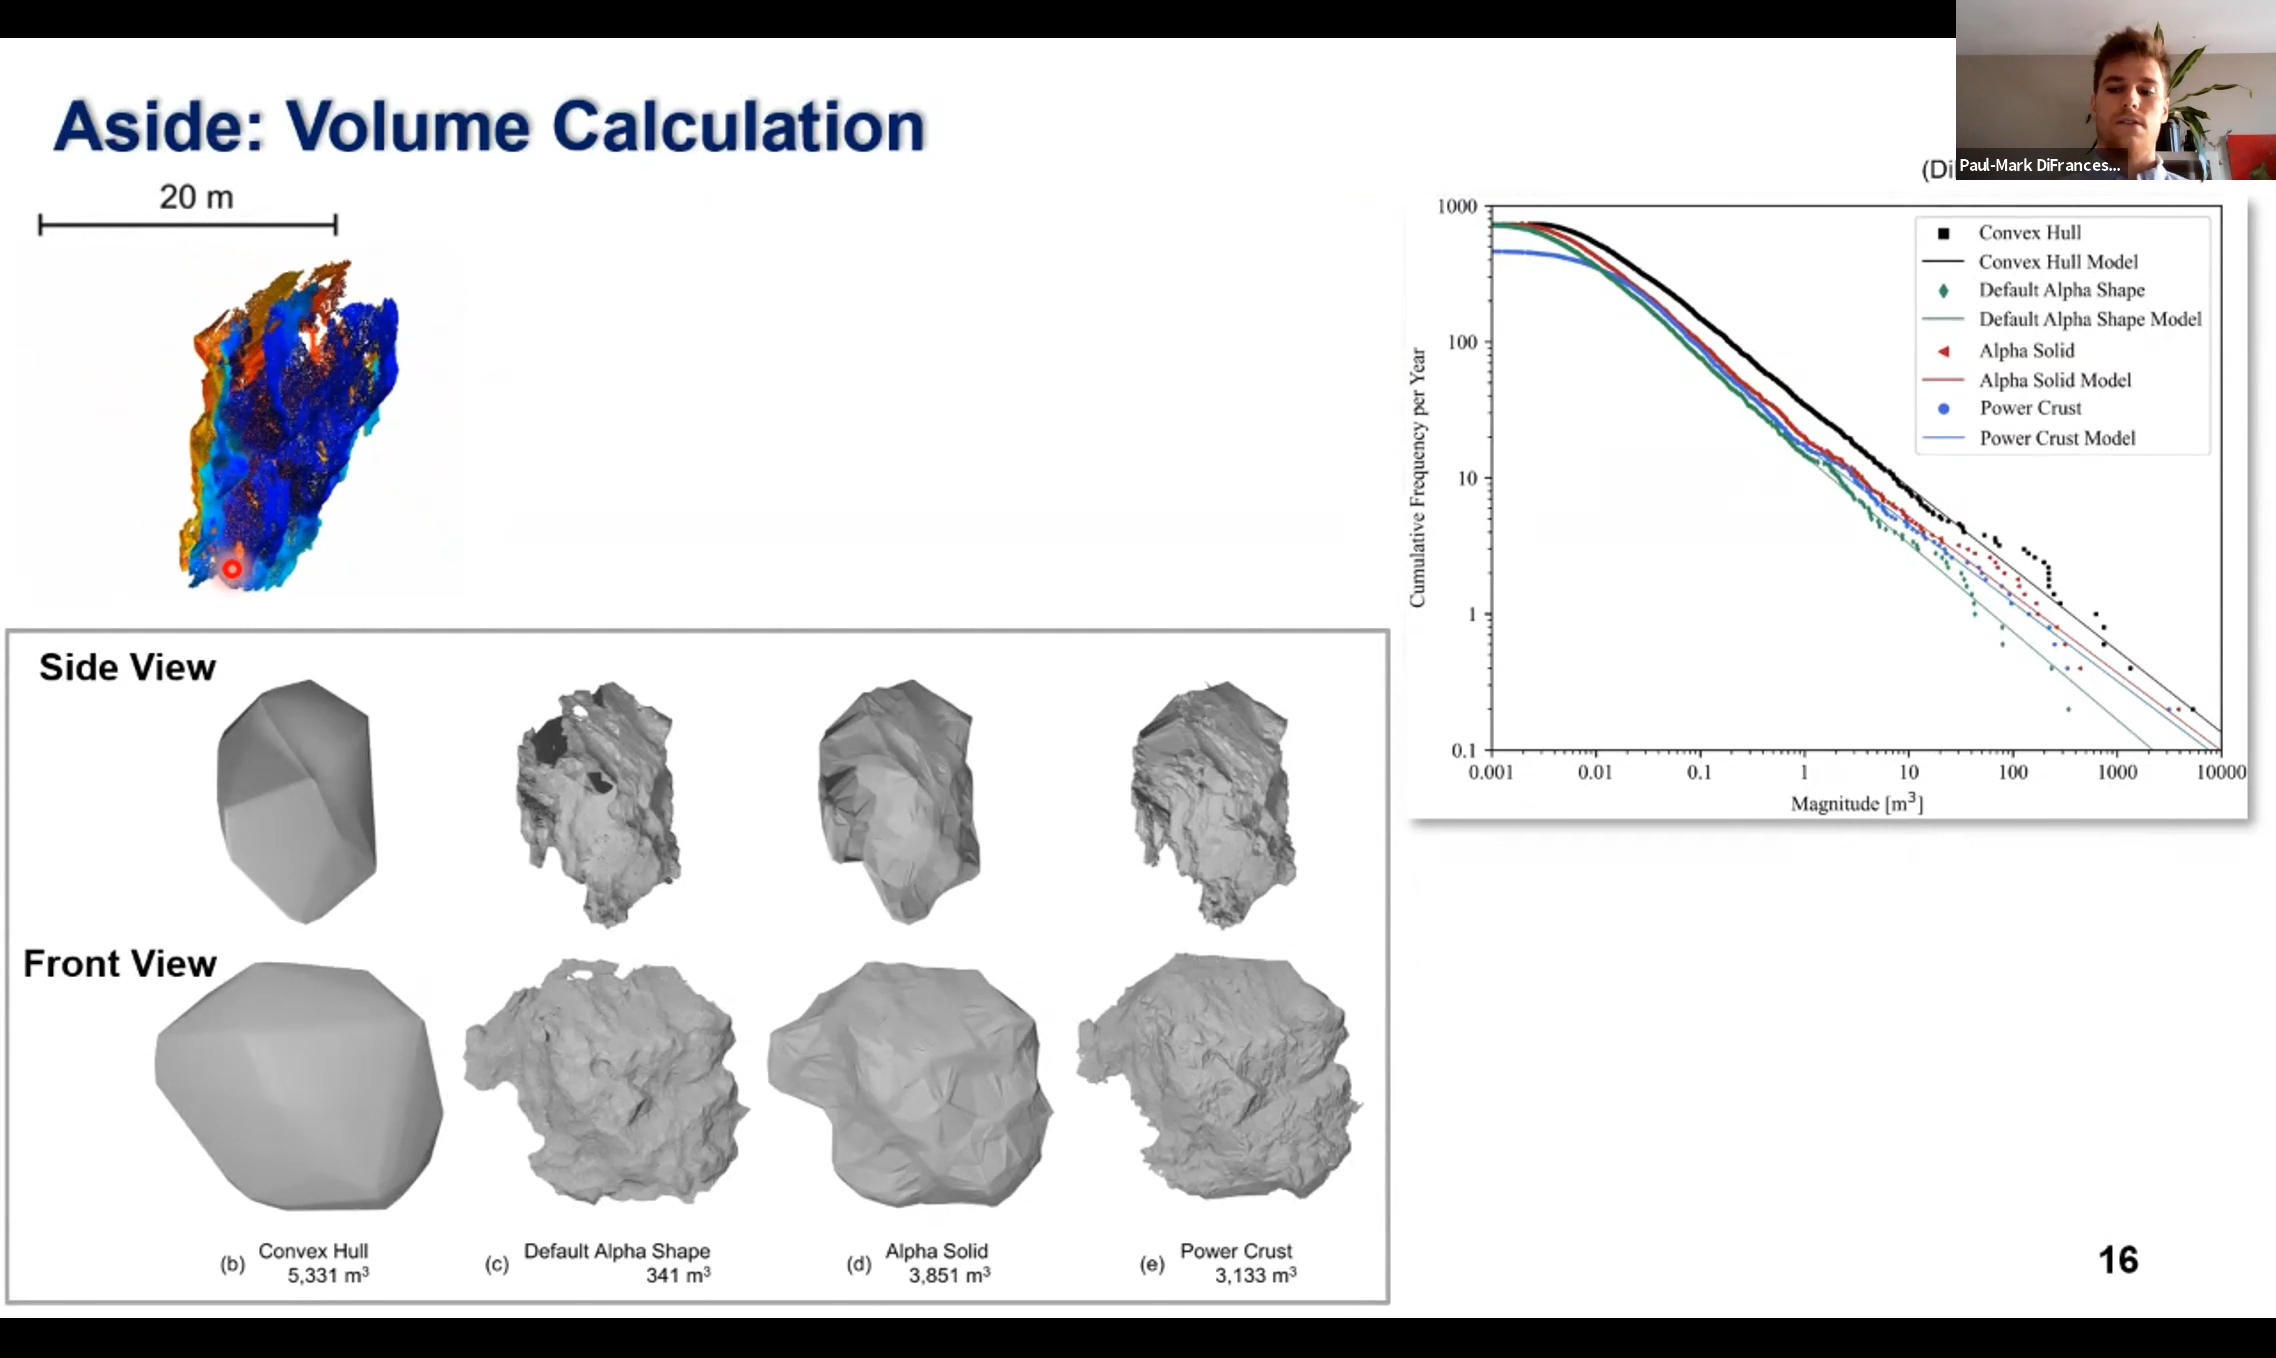 Aside: Volume Calculation
20 m
(Di
Paul-Mark DiFrances...
Side View
Front View
(b) Convex Hull
5,331 m³
(c) Default Alpha Shape
341 m³
(d) Alpha Solid
3,851 m³
(e) Power Crust
3,133 m³
Cumulative Frequency per Year
1000
100
10
1
0.1
Convex Hull
Convex Hull Model
Default Alpha Shape
Default Alpha Shape Model
Alpha Solid
Alpha Solid Model
Power Crust
Power Crust Model
0.001 0.01 0.1 1 10 100 1000 10000
Magnitude [m³]
16